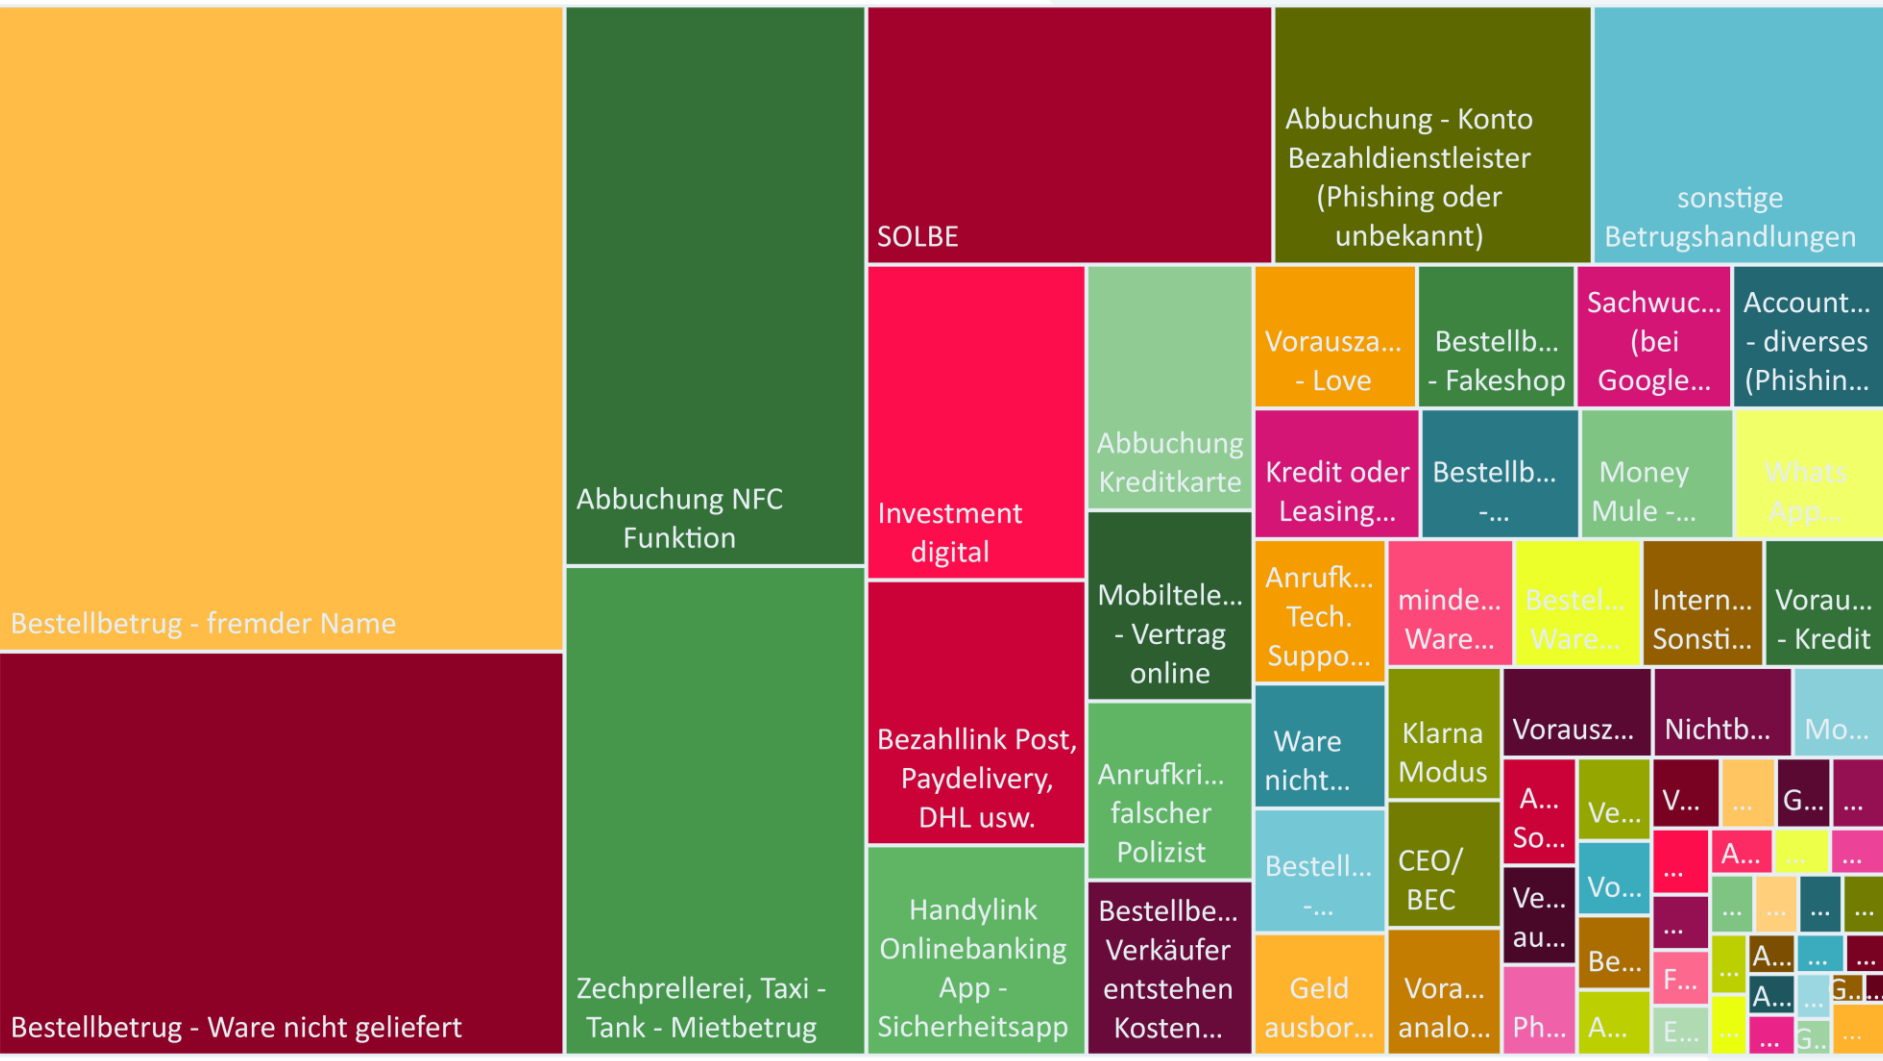 Bestellbetrug - fremder Name
Bestellbetrug - Ware nicht geliefert
Abbuchung NFC
Funktion
Zechprellerei, Taxi -
Tank - Mietbetrug
SOLBE
Abbuchung - Konto
Bezahldienstleister
(Phishing oder
unbekannt)
sonstige
Betrugshandlungen
Investment
digital
Bezahllink Post,
Paydelivery,
DHL usw.
Handylink
Onlinebanking
App -
Sicherheitsapp
Abbuchung
Kreditkarte
Mobiltele...
- Vertrag
online
Anrufkri...
falscher
Polizist
Bestellbe...
Verkäufer
entstehen
Kosten...
Vorausza...
- Love
Bestellb...
- Fakeshop
Sachwuc...
(bei
Google...
Account...
- diverses
(Phishin...
Kredit oder
Leasing...
Bestellb...
-...
Money
Mule -...
Whats
App...
Anrufk...
Tech.
Suppo...
minde...
Ware...
Bestel...
Ware...
Intern...
Sonsti...
Vorau...
- Kredit
Ware
nicht...
Bestell...
-...
Geld
ausbor...
Klarna
Modus
CEO/
BEC
Vora...
analo...
Vorausz...
Nichtb...
Mo...
A...
So...
Ve...
au...
Ph...
Ve...
Vo...
Be...
A...
V...
...
G...
...
...
A...
...
...
...
F...
E...
...
...
...
...
...
A...
...
...
A...
...
G...
...
...
...
G...
...